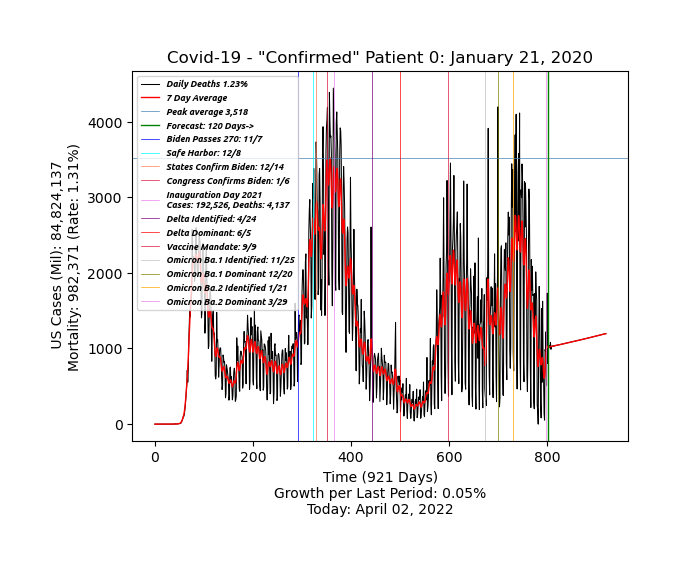 Covid-19 - "Confirmed" Patient 0: January 21, 2020
Daily Deaths 1.23%
7 Day Average
Peak average 3,518
Forecast: 120 Days->
Biden Passes 270: 11/7
Safe Harbor: 12/8
States Confirm Biden: 12/14
Congress Confirms Biden: 1/6
Inauguration Day 2021
Cases: 192,526, Deaths: 4,137
Delta Identified: 4/24
Delta Dominant: 6/5
Vaccine Mandate: 9/9
Omicron Ba.1 Identified: 11/25
Omicron Ba.1 Dominant 12/20
Omicron Ba.2 Identified 1/21
Omicron Ba.2 Dominant 3/29
US Cases (Mil): 84,824,137
Mortality: 982,371 (Rate: 1.31%)
4000
3000
2000
1000
0
0 200 400 600 800
Time (921 Days)
Growth per Last Period: 0.05%
Today: April 02, 2022